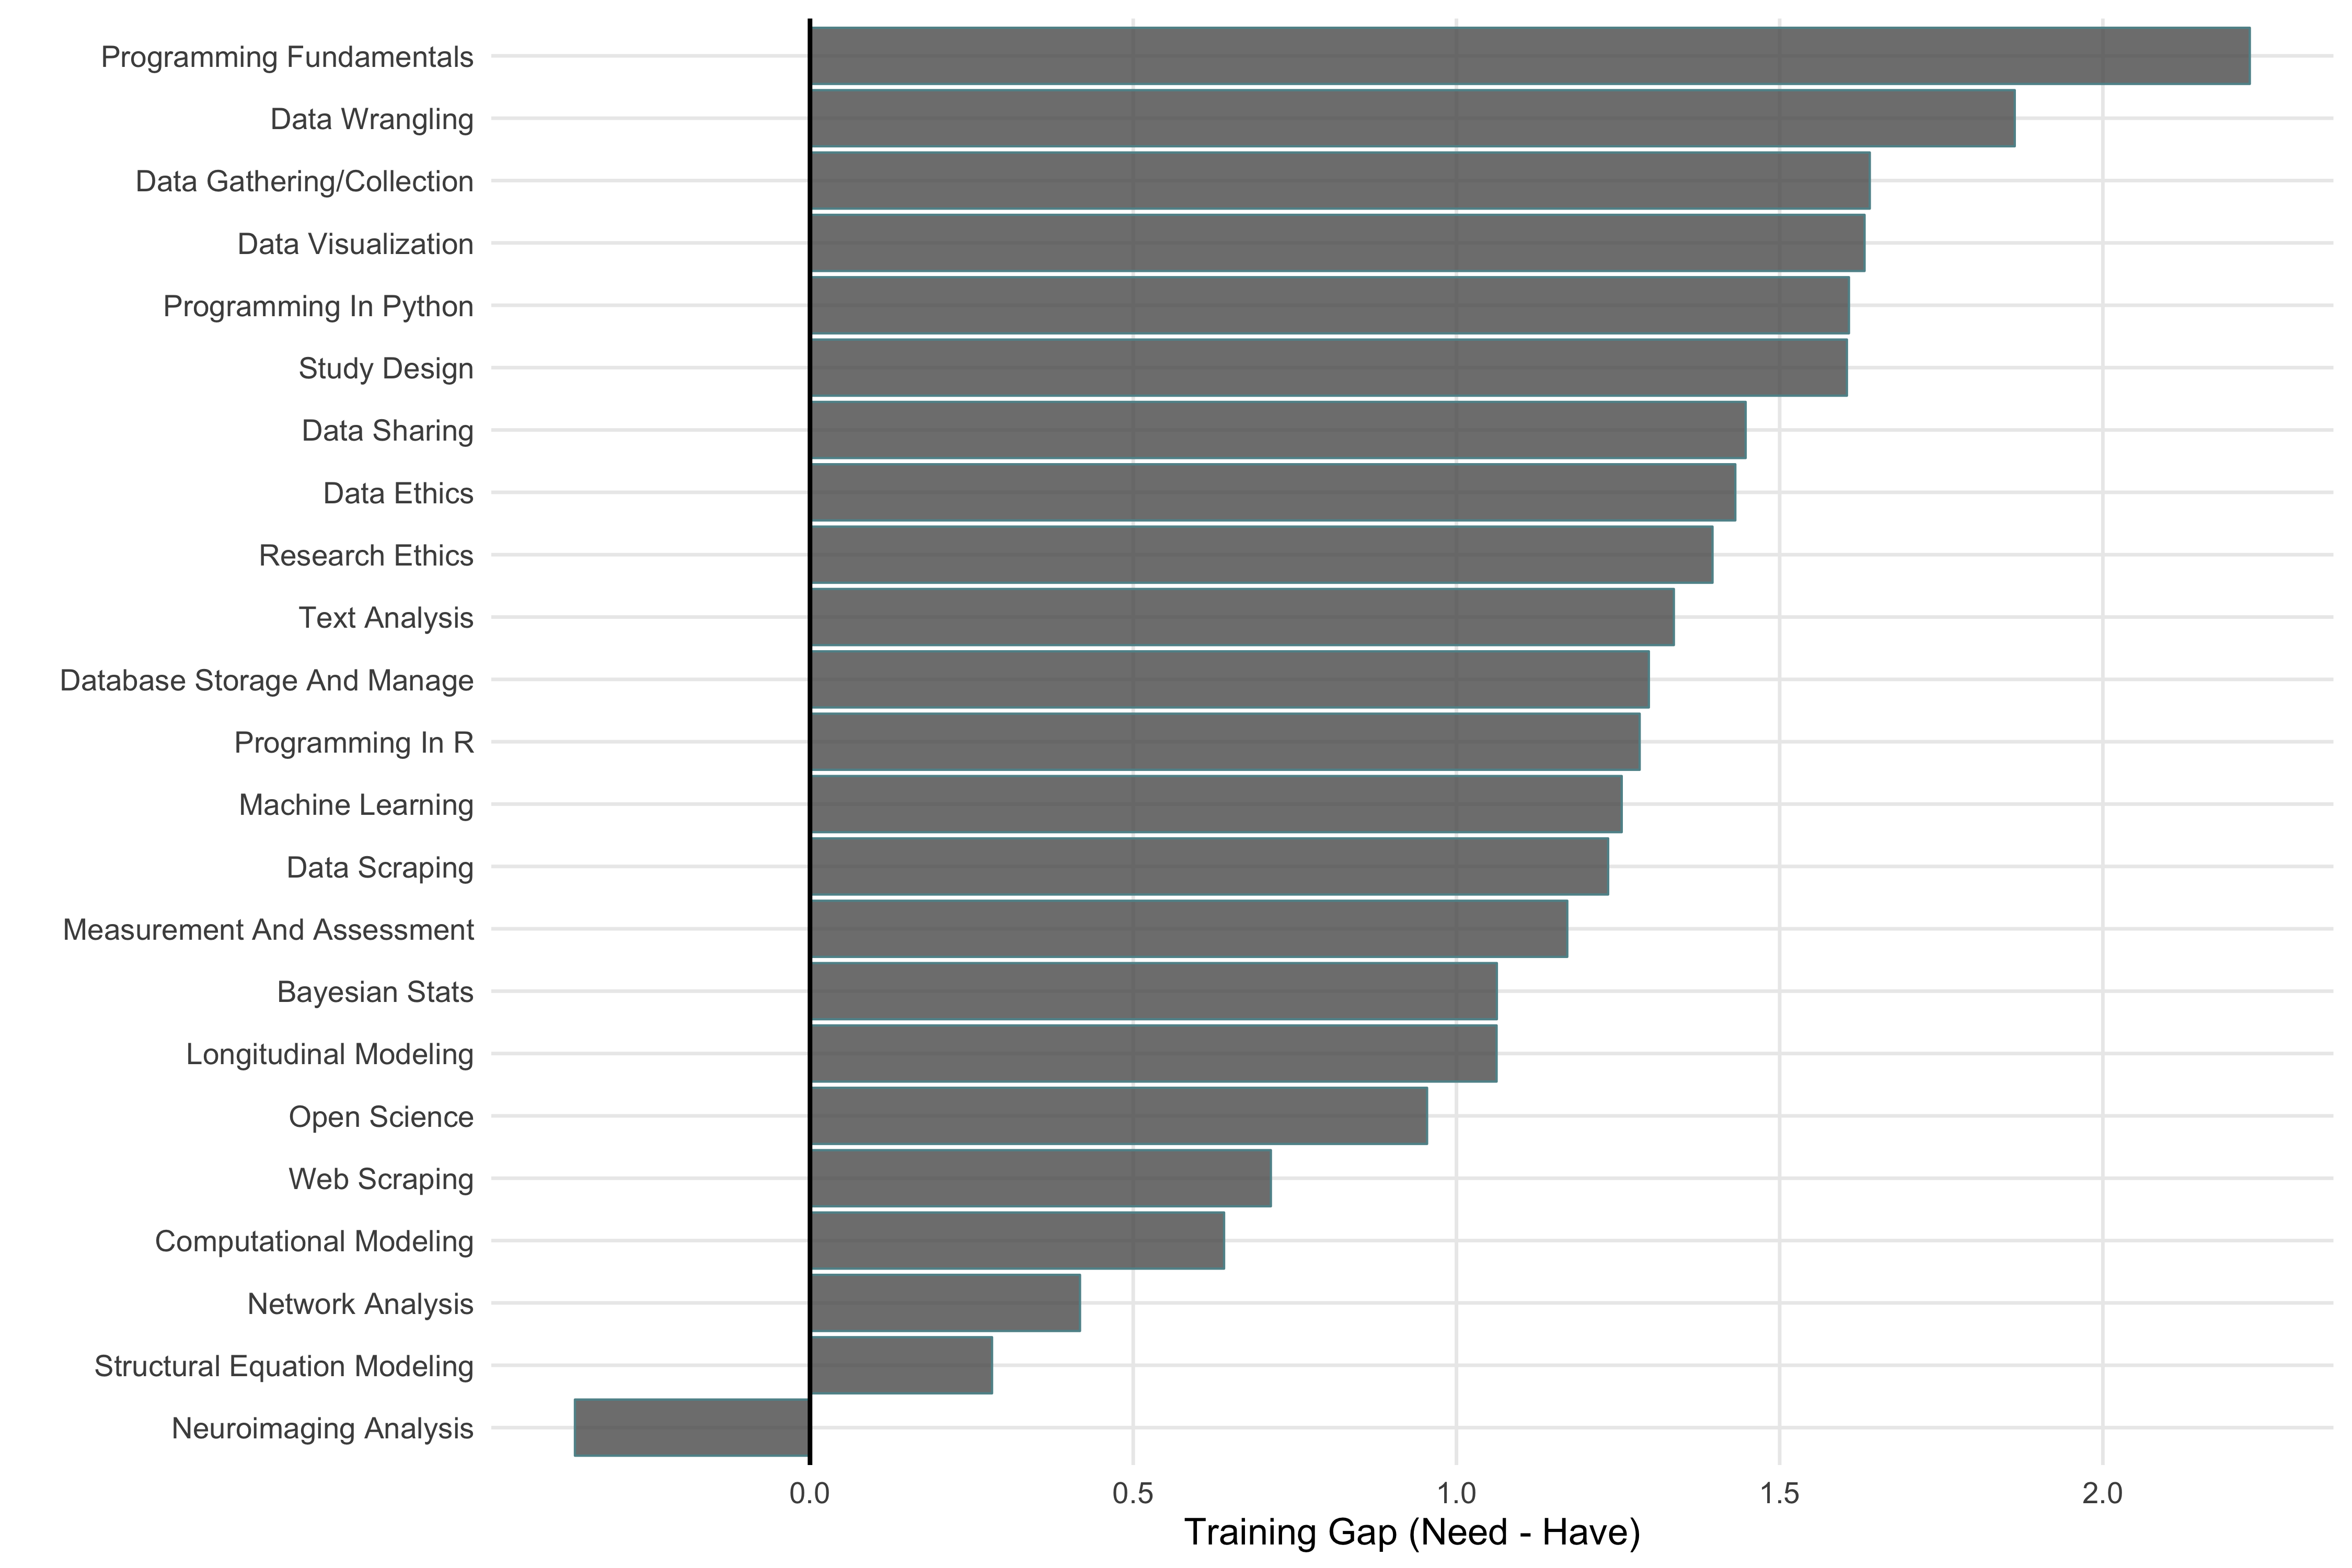 Programming Fundamentals
Data Wrangling
Data Gathering/Collection
Data Visualization
Programming In Python
Study Design
Data Sharing
Data Ethics
Research Ethics
Text Analysis
Database Storage And Manage
Programming In R
Machine Learning
Data Scraping
Measurement And Assessment
Bayesian Stats
Longitudinal Modeling
Open Science
Web Scraping
Computational Modeling
Network Analysis
Structural Equation Modeling
Neuroimaging Analysis
0.0 0.5 1.0 1.5 2.0
Training Gap (Need - Have)